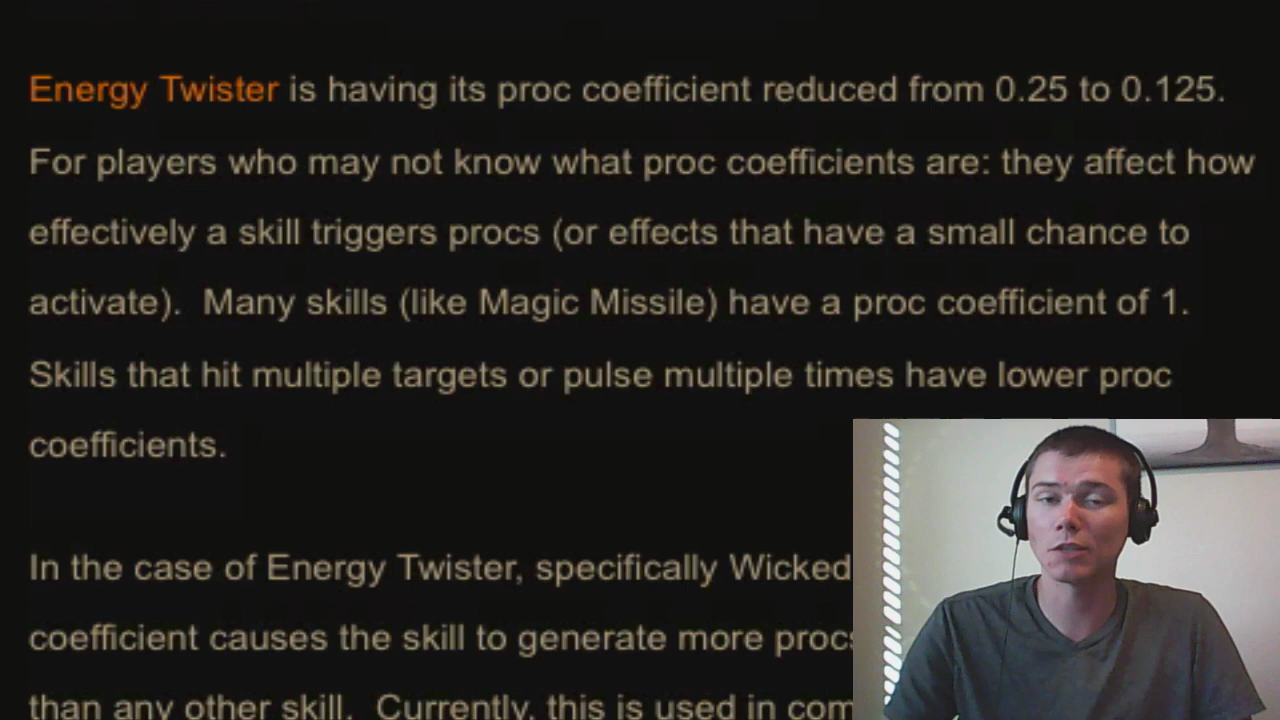 Energy Twister is having its proc coefficient reduced from 0.25 to 0.125.
For players who may not know what proc coefficients are: they affect how
effectively a skill triggers procs (or effects that have a small chance to
activate).  Many skills (like Magic Missile) have a proc coefficient of 1.
Skills that hit multiple targets or pulse multiple times have lower proc
coefficients.
In the case of Energy Twister, specifically Wicked
coefficient causes the skill to generate more procs
than any other skill.  Currently, this is used in com